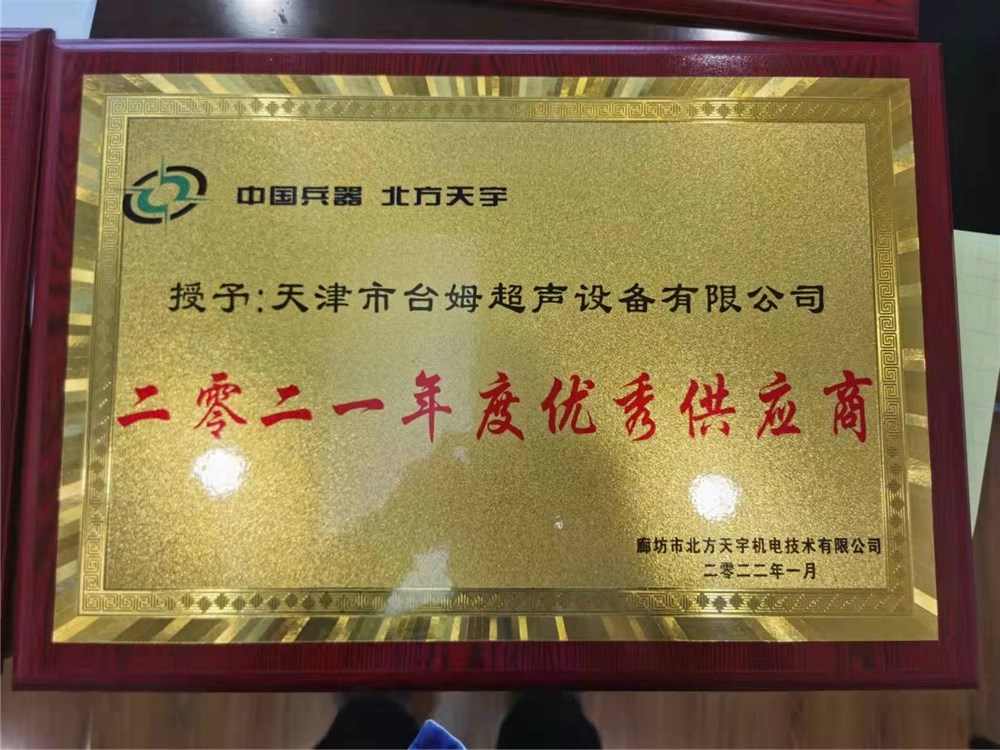 中国兵器 北方天宇
授予:天津市台姆超声设备有限公司
二零二一年度优秀供应商
廊坊市北方天宇机电技术有限公司
二零二二年一月